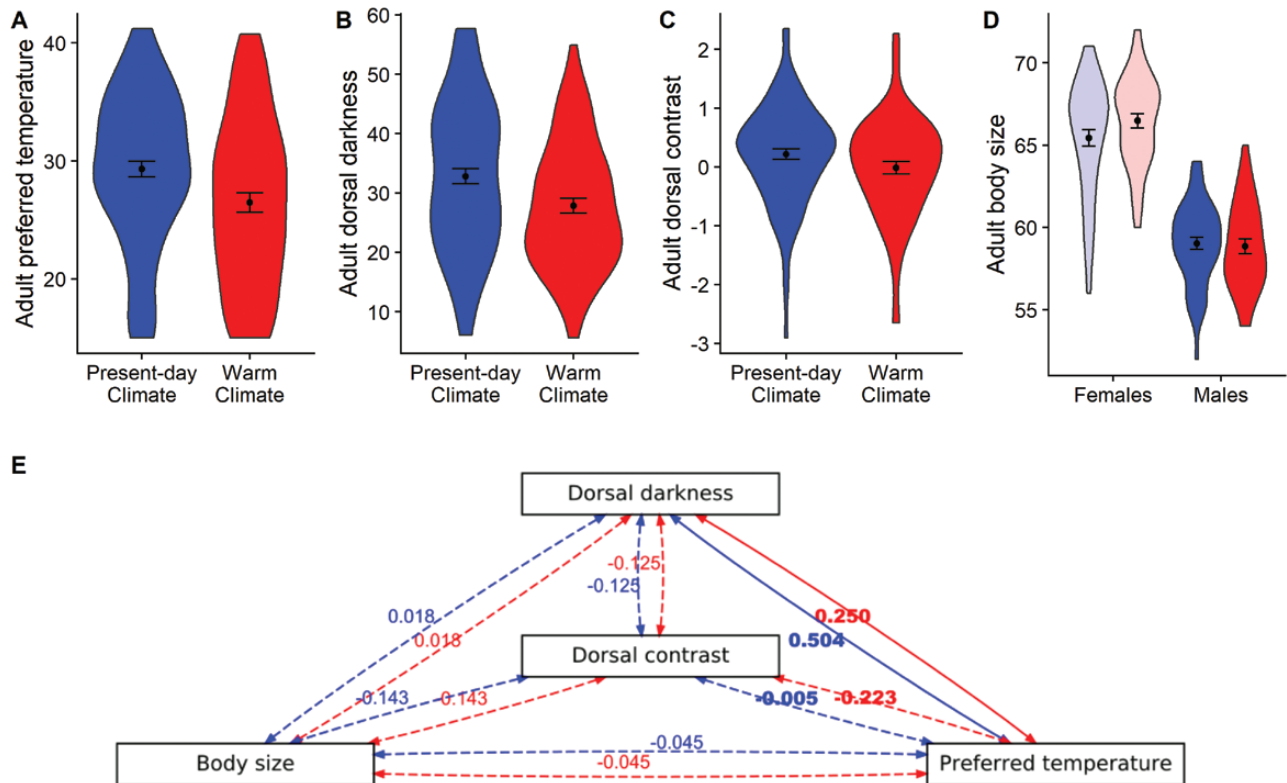 A
Adult preferred temperature
40
30
20
Present-day
Climate
Warm
Climate
B
Adult dorsal darkness
60
50
40
30
20
10
Present-day
Climate
Warm
Climate
C
Adult dorsal contrast
2
1
0
-1
-2
-3
Present-day
Climate
Warm
Climate
D
Adult body size
70
65
60
55
Females
Males
E
Dorsal darkness
-0.125
-0.125
0.018
0.018
0.250
0.504
Dorsal contrast
-0.143
0.143
-0.005
-0.223
-0.045
-0.045
Body size
Preferred temperature